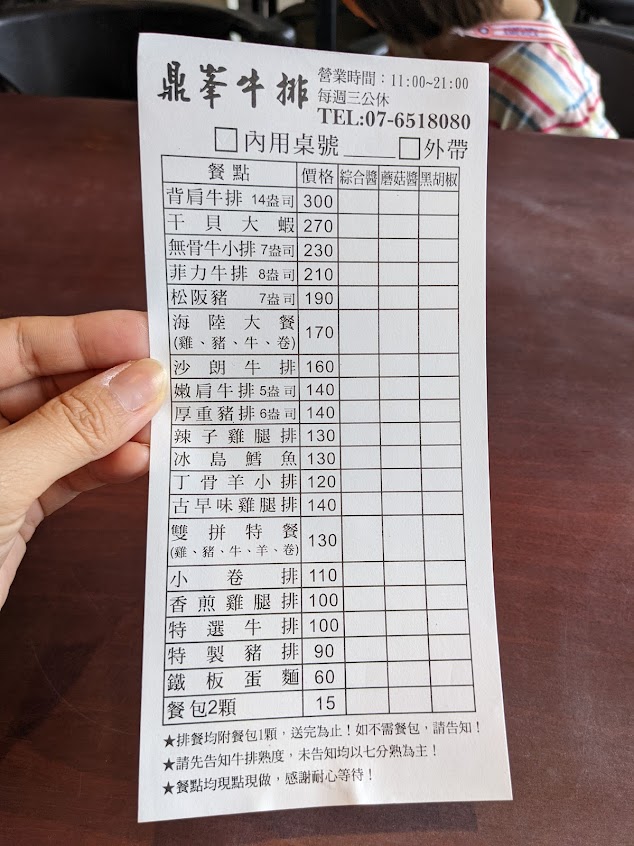 鼎峯牛排
營業時間：11:00~21:00
每週三公休
TEL:07-6518080
內用桌號____ 外帶
餐點 價格 綜合醬 蘑菇醬 黑胡椒
背肩牛排 14盎司 300
干貝大蝦 270
無骨牛小排 7盎司 230
菲力牛排 8盎司 210
松阪豬 7盎司 190
海陸大餐 170
(雞、豬、牛、卷)
沙朗牛排 160
嫩肩牛排 5盎司 140
厚重豬排 6盎司 140
辣子雞腿排 130
冰島鱈魚 130
丁骨羊小排 120
古早味雞腿排 140
雙拼特餐 130
(雞、豬、牛、羊、卷)
小卷排 110
香煎雞腿排 100
特選牛排 100
特製豬排 90
鐵板蛋麵 60
餐包2顆 15
★排餐均附餐包1顆，送完為止！如不需餐包，請告知！
★請先告知牛排熟度，未告知均以七分熟為主！
★餐點均現點現做，感謝耐心等待！